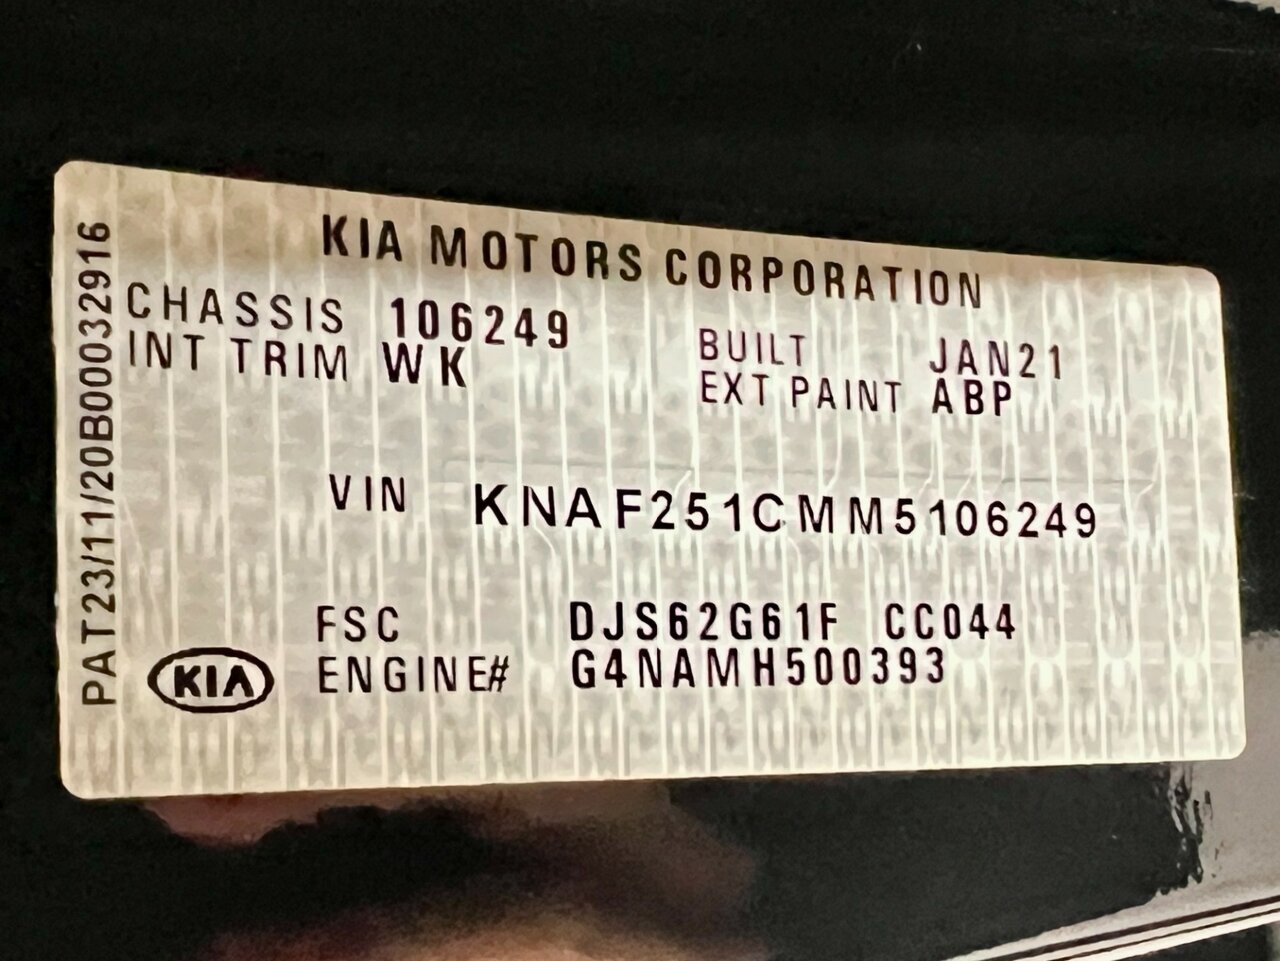 KIA MOTORS CORPORATION
CHASSIS 106249
INT TRIM WK
BUILT JAN21
EXT PAINT ABP
VIN KNAF251CMM5106249
FSC DJS62G61F CC044
ENGINE# G4NAMH500393
KIA
PAT23/11/20B00032916